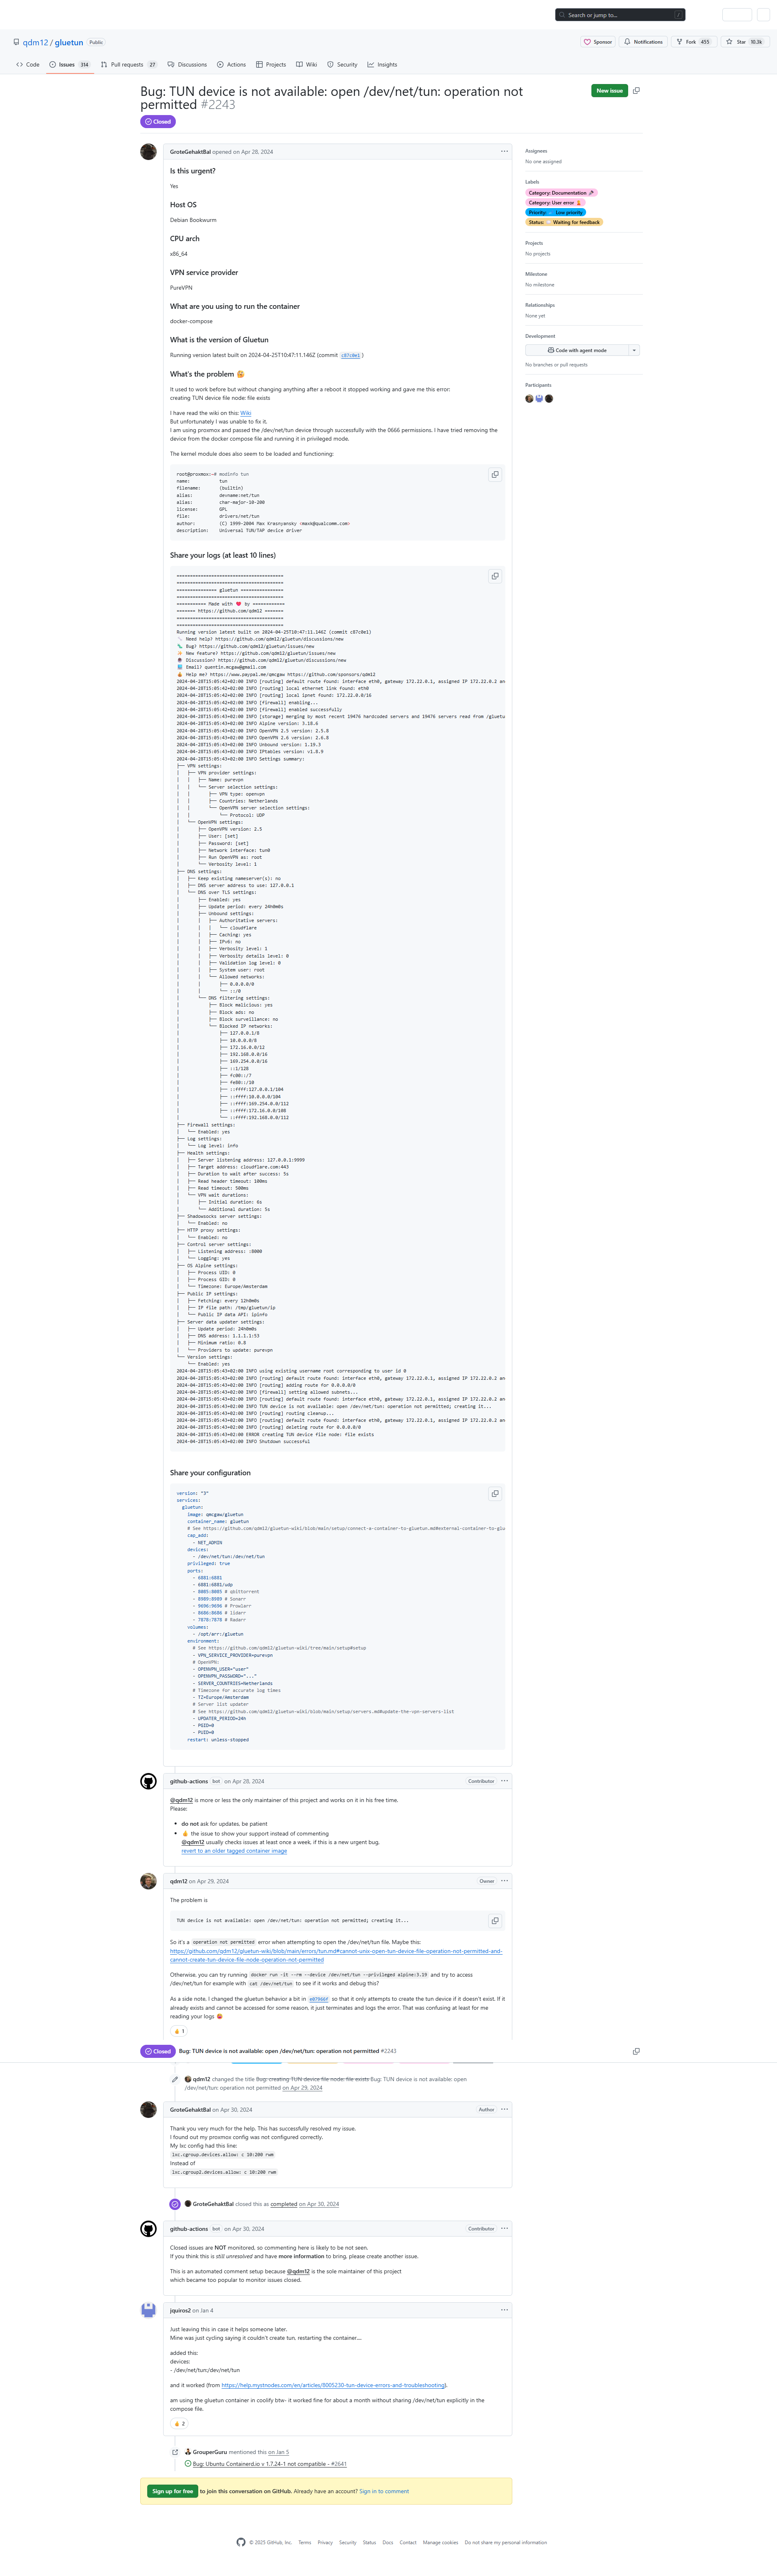 Search or jump to...
qdm12 / gluetun Public
Sponsor Notifications Fork 455 Star 10.2k
Code Issues 314 Pull requests 27 Discussions Actions Projects Wiki Security Insights
Bug: TUN device is not available: open /dev/net/tun: operation not
permitted #2243
New issue
Closed
GroteGehaktBal opened on Apr 28, 2024
Is this urgent?
Yes
Host OS
Debian Bookwurm
CPU arch
x86_64
VPN service provider
PureVPN
What are you using to run the container
docker-compose
What is the version of Gluetun
Running version latest built on 2024-04-25T10:47:11.146Z (commit c87c0e1 )
What's the problem 🤔
It used to work before but without changing anything after a reboot it stopped working and gave me this error:
creating TUN device file node: file exists
I have read the wiki on this: Wiki
But unfortunately I was unable to fix it.
I am using proxmox and passed the /dev/net/tun device through successfully with the 0666 permissions. I have tried removing the
device from the docker compose file and running it in privileged mode.
The kernel module does also seem to be loaded and functioning:
root@proxmox:~# modinfo tun
name: tun
filename: (builtin)
alias: devname:net/tun
alias: char-major-10-200
license: GPL
file: drivers/net/tun
author: (C) 1999-2004 Max Krasnyansky <maxk@qualcomm.com>
description: Universal TUN/TAP device driver
Share your logs (at least 10 lines)
========================================
========================================
=============== gluetun ================
========================================
=========== Made with ❤️ by ============
======= https://github.com/qdm12 =======
========================================
========================================
Running version latest built on 2024-04-25T10:47:11.146Z (commit c87c0e1)
🔧 Need help? https://github.com/qdm12/gluetun/discussions/new
🐛 Bug? https://github.com/qdm12/gluetun/issues/new
✨ New feature? https://github.com/qdm12/gluetun/issues/new
☕ Discussion? https://github.com/qdm12/gluetun/discussions/new
💻 Email? quentin.mcgaw@gmail.com
💰 Help me? https://www.paypal.me/qmcgaw https://github.com/sponsors/qdm12
2024-04-28T15:05:42+02:00 INFO [routing] default route found: interface eth0, gateway 172.22.0.1, assigned IP 172.22.0.2 an
2024-04-28T15:05:42+02:00 INFO [routing] local ethernet link found: eth0
2024-04-28T15:05:42+02:00 INFO [routing] local ipnet found: 172.22.0.0/16
2024-04-28T15:05:42+02:00 INFO [firewall] enabling...
2024-04-28T15:05:42+02:00 INFO [firewall] enabled successfully
2024-04-28T15:05:43+02:00 INFO [storage] merging by most recent 19476 hardcoded servers and 19476 servers read from /gluetu
2024-04-28T15:05:43+02:00 INFO Alpine version: 3.18.6
2024-04-28T15:05:43+02:00 INFO OpenVPN 2.5 version: 2.5.8
2024-04-28T15:05:43+02:00 INFO OpenVPN 2.6 version: 2.6.8
2024-04-28T15:05:43+02:00 INFO Unbound version: 1.19.3
2024-04-28T15:05:43+02:00 INFO IPtables version: v1.8.9
2024-04-28T15:05:43+02:00 INFO Settings summary:
├── VPN settings:
| ├── VPN provider settings:
| | ├── Name: purevpn
| | └── Server selection settings:
| | ├── VPN type: openvpn
| | ├── Countries: Netherlands
| | └── OpenVPN server selection settings:
| | └── Protocol: UDP
| └── OpenVPN settings:
| ├── OpenVPN version: 2.5
| ├── User: [set]
| ├── Password: [set]
| ├── Network interface: tun0
| ├── Run OpenVPN as: root
| └── Verbosity level: 1
├── DNS settings:
| ├── Keep existing nameserver(s): no
| ├── DNS server address to use: 127.0.0.1
| └── DNS over TLS settings:
| ├── Enabled: yes
| ├── Update period: every 24h0m0s
| ├── Unbound settings:
| | ├── Authoritative servers:
| | | └── cloudflare
| | ├── Caching: yes
| | ├── IPv6: no
| | ├── Verbosity level: 1
| | ├── Verbosity details level: 0
| | ├── Validation log level: 0
| | ├── System user: root
| | └── Allowed networks:
| | ├── 0.0.0.0/0
| | └── ::/0
| └── DNS filtering settings:
| ├── Block malicious: yes
| ├── Block ads: no
| ├── Block surveillance: no
| └── Blocked IP networks:
| ├── 127.0.0.1/8
| ├── 10.0.0.0/8
| ├── 172.16.0.0/12
| ├── 192.168.0.0/16
| ├── 169.254.0.0/16
| ├── ::1/128
| ├── fc00::/7
| ├── fe80::/10
| ├── ::ffff:127.0.0.1/104
| ├── ::ffff:10.0.0.0/104
| ├── ::ffff:169.254.0.0/112
| ├── ::ffff:172.16.0.0/108
| └── ::ffff:192.168.0.0/112
├── Firewall settings:
| └── Enabled: yes
├── Log settings:
| └── Log level: info
├── Health settings:
| ├── Server listening address: 127.0.0.1:9999
| ├── Target address: cloudflare.com:443
| ├── Duration to wait after success: 5s
| ├── Read header timeout: 100ms
| ├── Read timeout: 500ms
| └── VPN wait durations:
| ├── Initial duration: 6s
| └── Additional duration: 5s
├── Shadowsocks server settings:
| └── Enabled: no
├── HTTP proxy settings:
| └── Enabled: no
├── Control server settings:
| ├── Listening address: :8000
| └── Logging: yes
├── OS Alpine settings:
| ├── Process UID: 0
| ├── Process GID: 0
| └── Timezone: Europe/Amsterdam
├── Public IP settings:
| ├── Fetching: every 12h0m0s
| ├── IP file path: /tmp/gluetun/ip
| └── Public IP data API: ipinfo
├── Server data updater settings:
| ├── Update period: 24h0m0s
| ├── DNS address: 1.1.1.1:53
| ├── Minimum ratio: 0.8
| └── Providers to update: purevpn
└── Version settings:
└── Enabled: yes
2024-04-28T15:05:43+02:00 INFO using existing username root corresponding to user id 0
2024-04-28T15:05:43+02:00 INFO [routing] default route found: interface eth0, gateway 172.22.0.1, assigned IP 172.22.0.2 an
2024-04-28T15:05:43+02:00 INFO [routing] adding route for 0.0.0.0/0
2024-04-28T15:05:43+02:00 INFO [firewall] setting allowed subnets...
2024-04-28T15:05:43+02:00 INFO [routing] default route found: interface eth0, gateway 172.22.0.1, assigned IP 172.22.0.2 an
2024-04-28T15:05:43+02:00 INFO TUN device is not available: open /dev/net/tun: operation not permitted; creating it...
2024-04-28T15:05:43+02:00 INFO [routing] routing cleanup...
2024-04-28T15:05:43+02:00 INFO [routing] default route found: interface eth0, gateway 172.22.0.1, assigned IP 172.22.0.2 an
2024-04-28T15:05:43+02:00 INFO [routing] deleting route for 0.0.0.0/0
2024-04-28T15:05:43+02:00 ERROR creating TUN device file node: file exists
2024-04-28T15:05:43+02:00 INFO Shutdown successful
Share your configuration
version: "3"
services:
gluetun:
image: qmcgaw/gluetun
container_name: gluetun
# See https://github.com/qdm12/gluetun-wiki/blob/main/setup/connect-a-container-to-gluetun.md#external-container-to-glu
cap_add:
- NET_ADMIN
devices:
- /dev/net/tun:/dev/net/tun
privileged: true
ports:
- 6881:6881
- 6881:6881/udp
- 8085:8085 # qbittorrent
- 8989:8989 # Sonarr
- 9696:9696 # Prowlarr
- 8686:8686 # lidarr
- 7878:7878 # Radarr
volumes:
- /opt/arr:/gluetun
environment:
# See https://github.com/qdm12/gluetun-wiki/tree/main/setup#setup
- VPN_SERVICE_PROVIDER=purevpn
# OpenVPN:
- OPENVPN_USER="user"
- OPENVPN_PASSWORD="..."
- SERVER_COUNTRIES=Netherlands
# Timezone for accurate log times
- TZ=Europe/Amsterdam
# Server list updater
# See https://github.com/qdm12/gluetun-wiki/blob/main/setup/servers.md#update-the-vpn-servers-list
- UPDATER_PERIOD=24h
- PGID=0
- PUID=0
restart: unless-stopped
github-actions bot on Apr 28, 2024 Contributor
@qdm12 is more or less the only maintainer of this project and works on it in his free time.
Please:
• do not ask for updates, be patient
• 👍 the issue to show your support instead of commenting
@qdm12 usually checks issues at least once a week, if this is a new urgent bug,
revert to an older tagged container image
qdm12 on Apr 29, 2024 Owner
The problem is
TUN device is not available: open /dev/net/tun: operation not permitted; creating it...
So it's a operation not permitted error when attempting to open the /dev/net/tun file. Maybe this:
https://github.com/qdm12/gluetun-wiki/blob/main/errors/tun.md#cannot-unix-open-tun-device-file-operation-not-permitted-and-
cannot-create-tun-device-file-node-operation-not-permitted
Otherwise, you can try running docker run -it --rm --device /dev/net/tun --privileged alpine:3.19 and try to access
/dev/net/tun for example with cat /dev/net/tun to see if it works and debug this?
As a side note, I changed the gluetun behavior a bit in e07966f so that it only attempts to create the tun device if it doesn't exist. If it
already exists and cannot be accessed for some reason, it just terminates and logs the error. That was confusing at least for me
reading your logs 😄
👍 1
Closed Bug: TUN device is not available: open /dev/net/tun: operation not permitted #2243
qdm12 changed the title Bug: creating TUN device file node: file exists Bug: TUN device is not available: open
/dev/net/tun: operation not permitted on Apr 29, 2024
GroteGehaktBal on Apr 30, 2024 Author
Thank you very much for the help. This has successfully resolved my issue.
I found out my proxmox config was not configured correctly.
My lxc config had this line:
lxc.cgroup.devices.allow: c 10:200 rwm
Instead of
lxc.cgroup2.devices.allow: c 10:200 rwm
GroteGehaktBal closed this as completed on Apr 30, 2024
github-actions bot on Apr 30, 2024 Contributor
Closed issues are NOT monitored, so commenting here is likely to be not seen.
If you think this is still unresolved and have more information to bring, please create another issue.
This is an automated comment setup because @qdm12 is the sole maintainer of this project
which became too popular to monitor issues closed.
jquiros2 on Jan 4
Just leaving this in case it helps someone later.
Mine was just cycling saying it couldn't create tun, restarting the container....
added this:
devices:
- /dev/net/tun:/dev/net/tun
and it worked (from https://help.mystnodes.com/en/articles/8005230-tun-device-errors-and-troubleshooting).
am using the gluetun container in coolify btw- it worked fine for about a month without sharing /dev/net/tun explicitly in the
compose file.
👍 2
GrouperGuru mentioned this on Jan 5
Bug: Ubuntu Containerd.io v 1.7.24-1 not compatible - #2641
Sign up for free to join this conversation on GitHub. Already have an account? Sign in to comment
Assignees
No one assigned
Labels
Category: Documentation
Category: User error
Priority: Low priority
Status: Waiting for feedback
Projects
No projects
Milestone
No milestone
Relationships
None yet
Development
Code with agent mode
No branches or pull requests
Participants
© 2025 GitHub, Inc. Terms Privacy Security Status Docs Contact Manage cookies Do not share my personal information